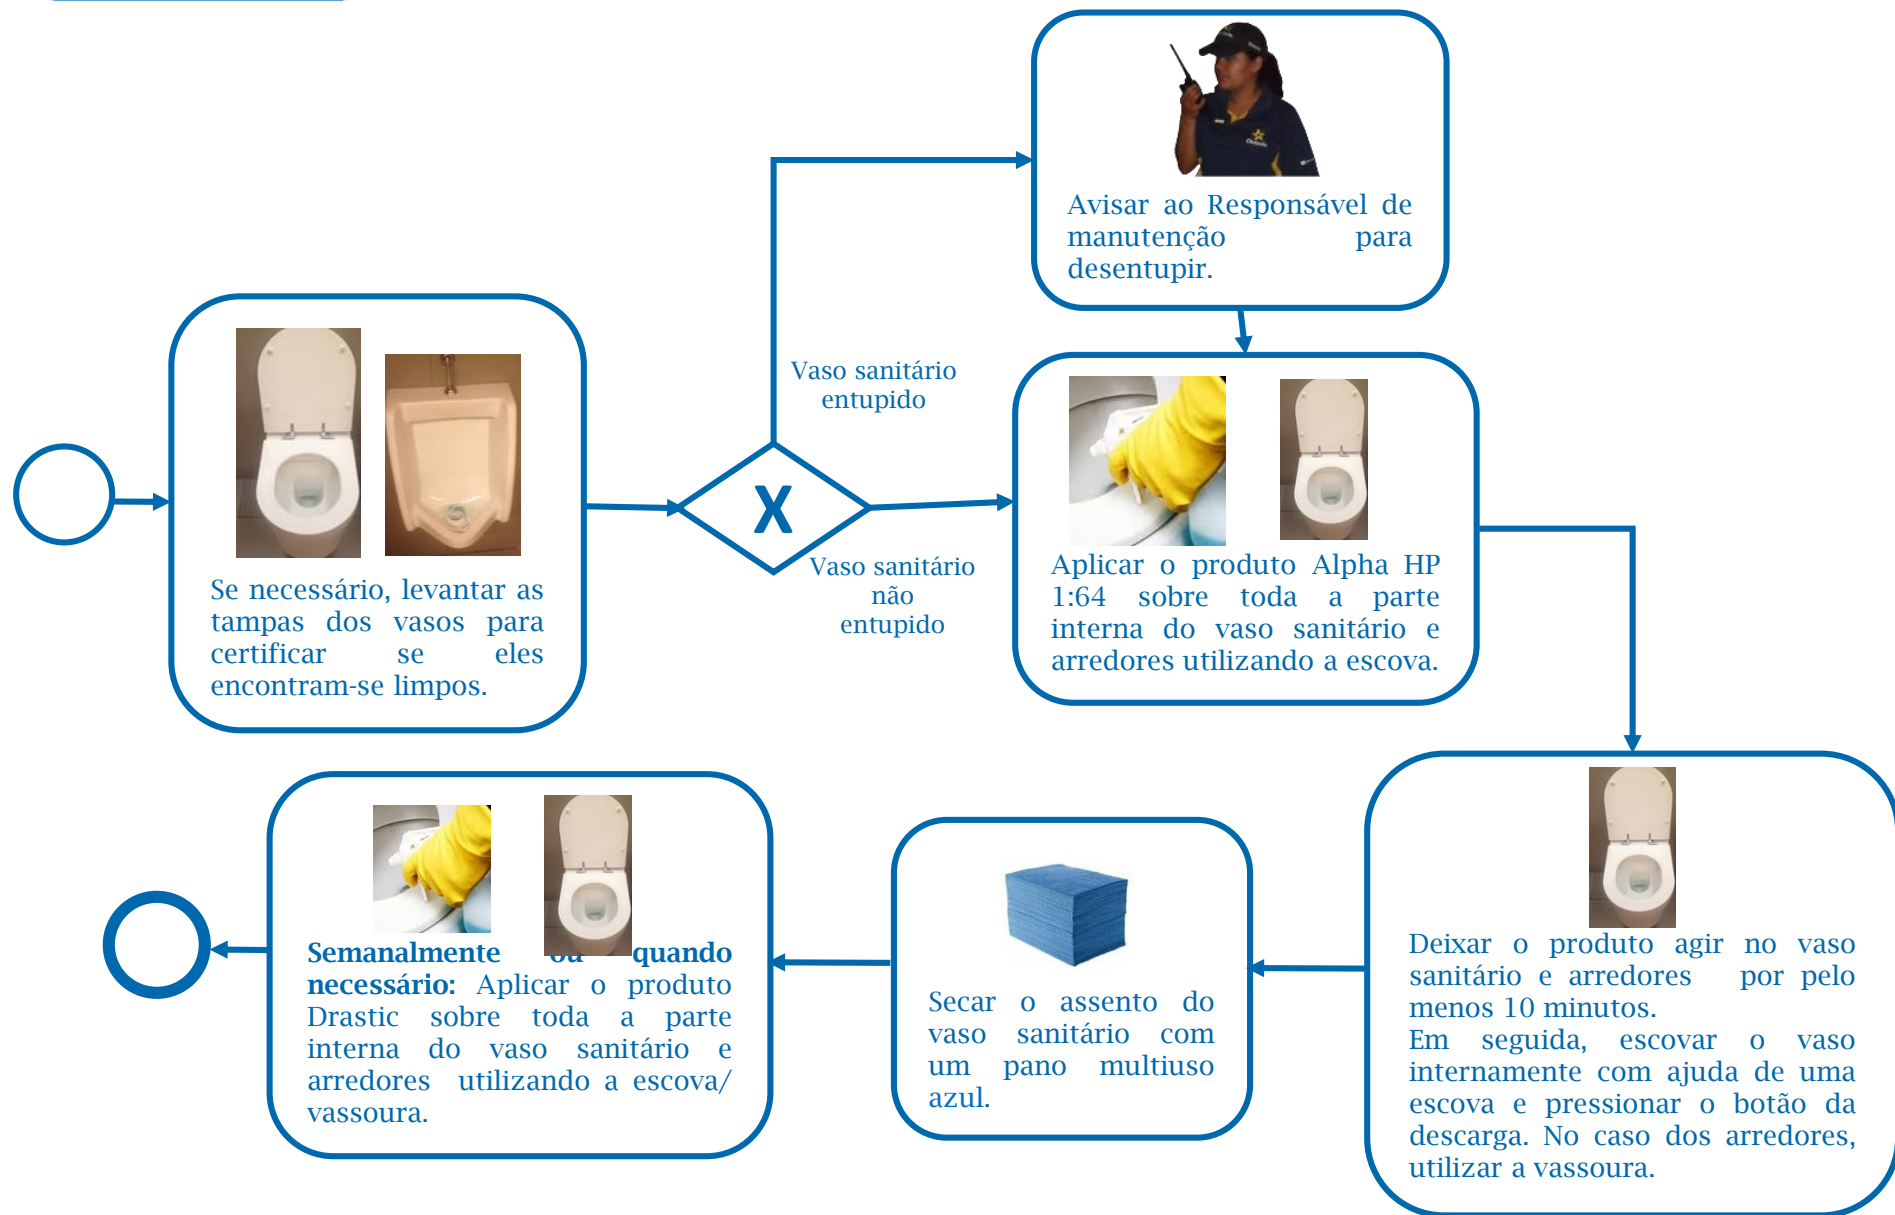 Avisar ao Responsável de
manutenção para
desentupir.
Vaso sanitário
entupido
X
Vaso sanitário
não
entupido
Se necessário, levantar as
tampas dos vasos para
certificar se eles
encontram-se limpos.
Aplicar o produto Alpha HP
1:64 sobre toda a parte
interna do vaso sanitário e
arredores utilizando a escova.
Deixar o produto agir no vaso
sanitário e arredores por pelo
menos 10 minutos.
Em seguida, escovar o vaso
internamente com ajuda de uma
escova e pressionar o botão da
descarga. No caso dos arredores,
utilizar a vassoura.
Secar o assento do
vaso sanitário com
um pano multiuso
azul.
Semanalmente ou quando
necessário: Aplicar o produto
Drastic sobre toda a parte
interna do vaso sanitário e
arredores utilizando a escova/
vassoura.